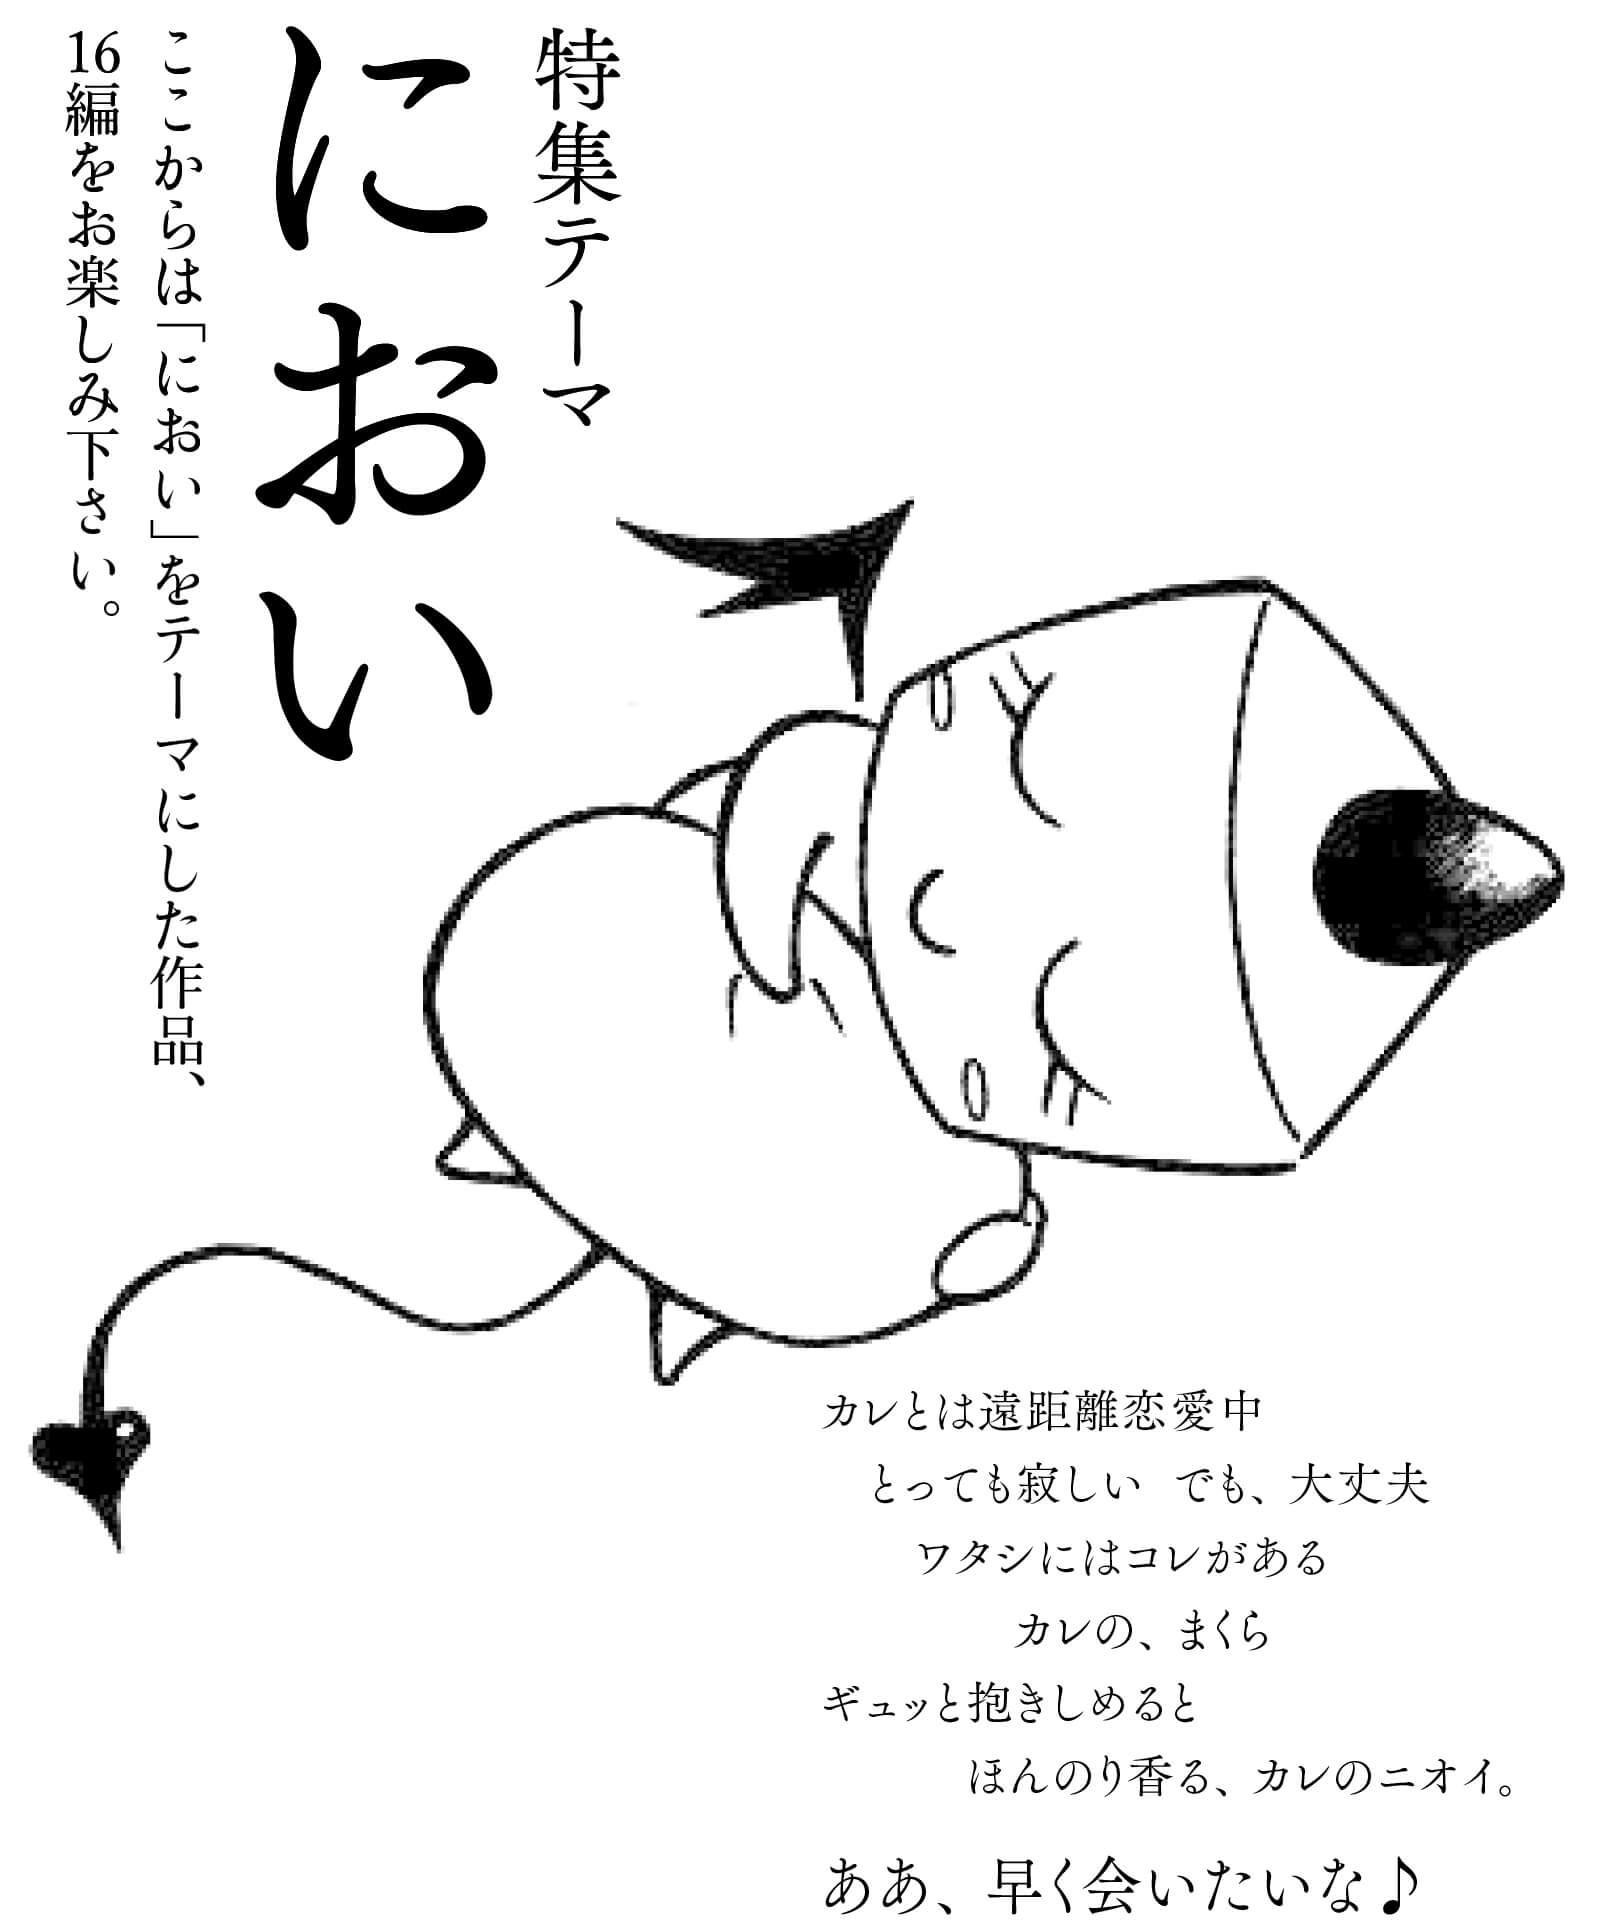 特集テーマ
におい
ここからは「におい」をテーマにした作品、
16編をお楽しみ下さい。
カレとは遠距離恋愛中
とっても寂しい　でも、大丈夫
ワタシにはコレがある
カレの、まくら
ギュッと抱きしめると
ほんのり香る、カレのニオイ。
ああ、早く会いたいな♪